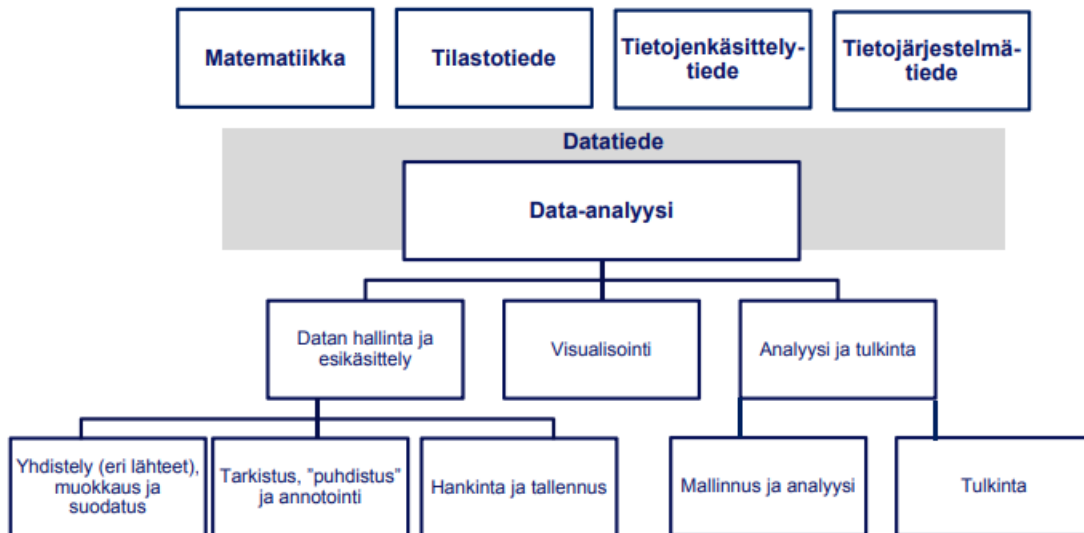 Matematiikka
Tilastotiede
Tietojenkäsittely-
tiede
Tietojärjestelmä-
tiede
Datatiede
Data-analyysi
Datan hallinta ja
esikäsittely
Visualisointi
Analyysi ja tulkinta
Yhdistely (eri lähteet),
muokkaus ja
suodatus
Tarkistus, ”puhdistus”
ja annotointi
Hankinta ja tallennus
Mallinnus ja analyysi
Tulkinta